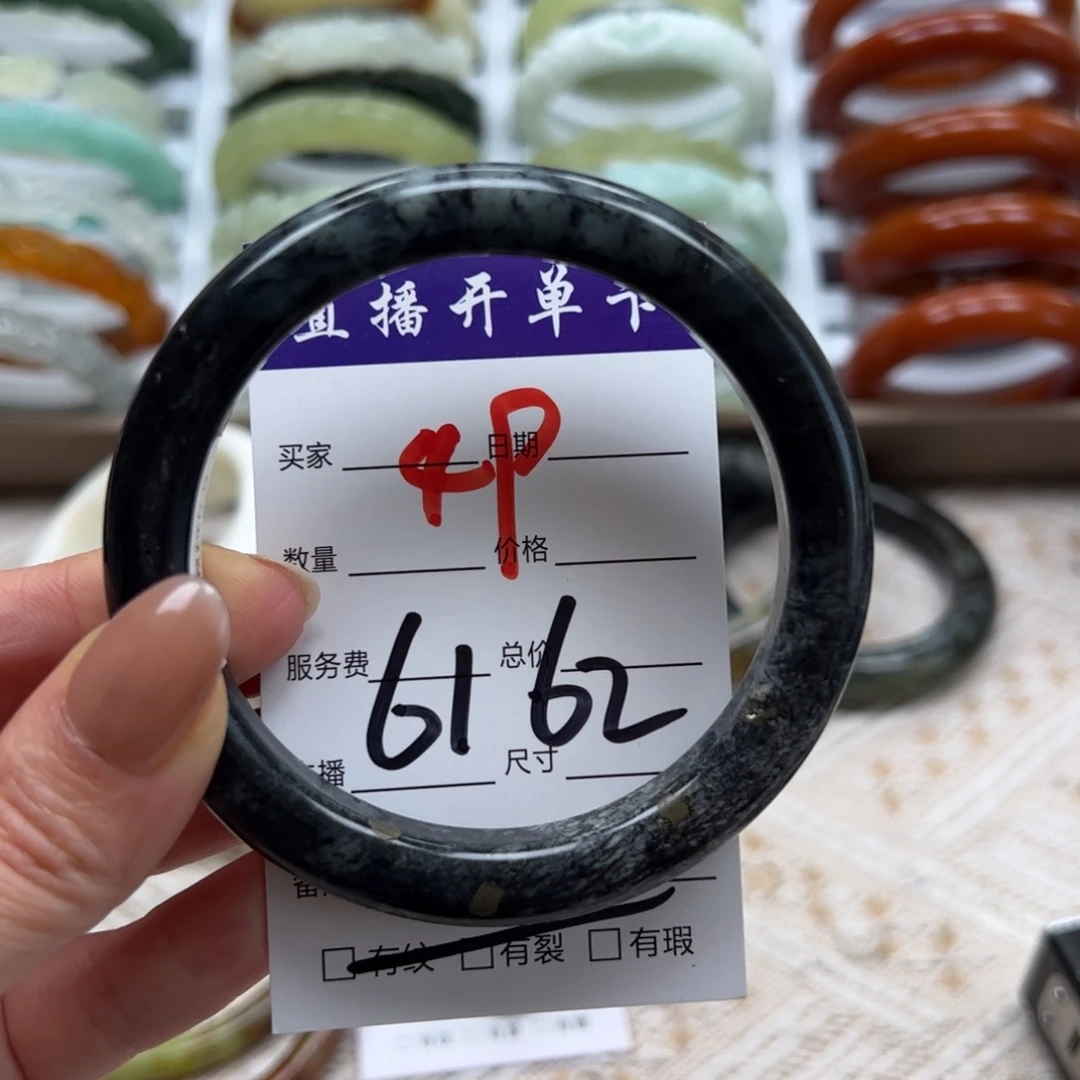 直播开单卡
4P
买家 日期
数量 价格
服务费 总价
61 62
播 尺寸
有纹 有裂 有瑕